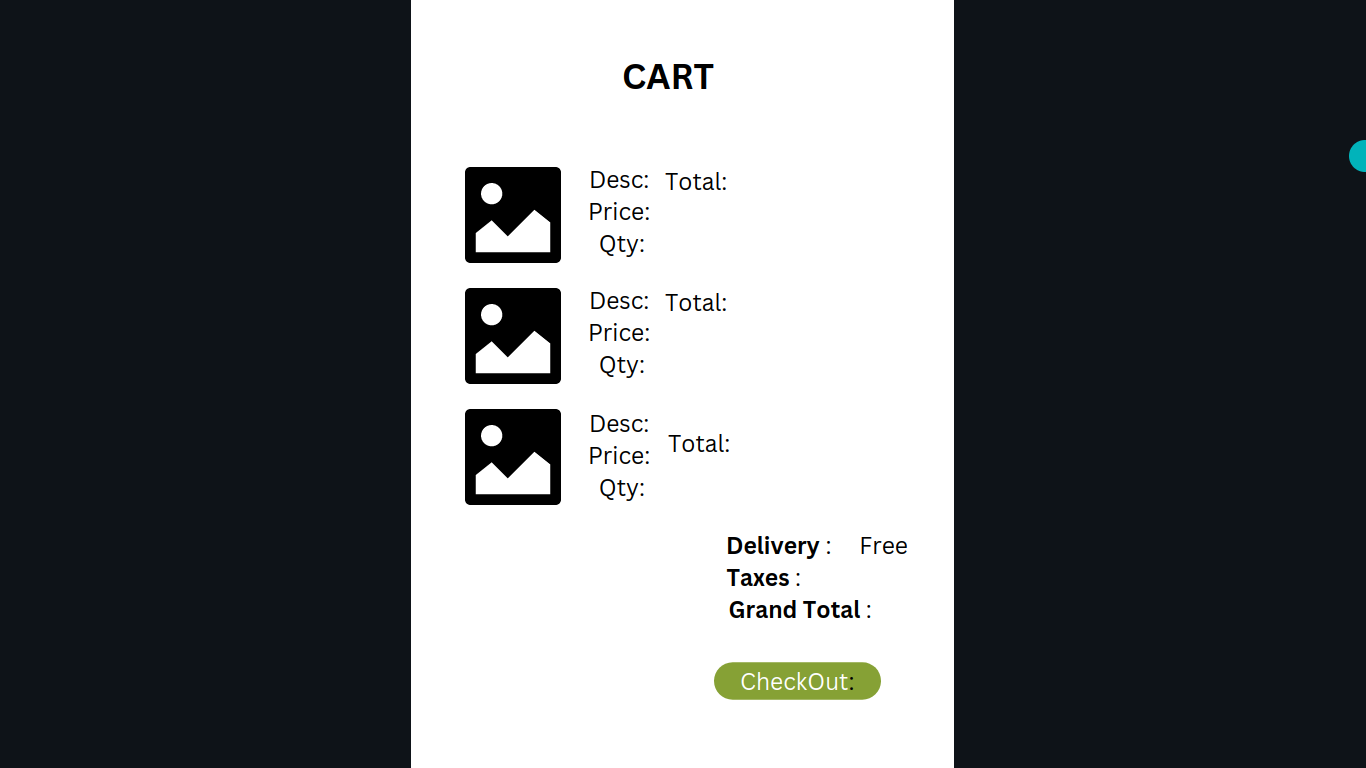 CART
Desc: Total:
Price:
Qty:
Desc: Total:
Price:
Qty:
Desc:
Total:
Price:
Qty:
Delivery : Free
Taxes :
Grand Total :
CheckOut: